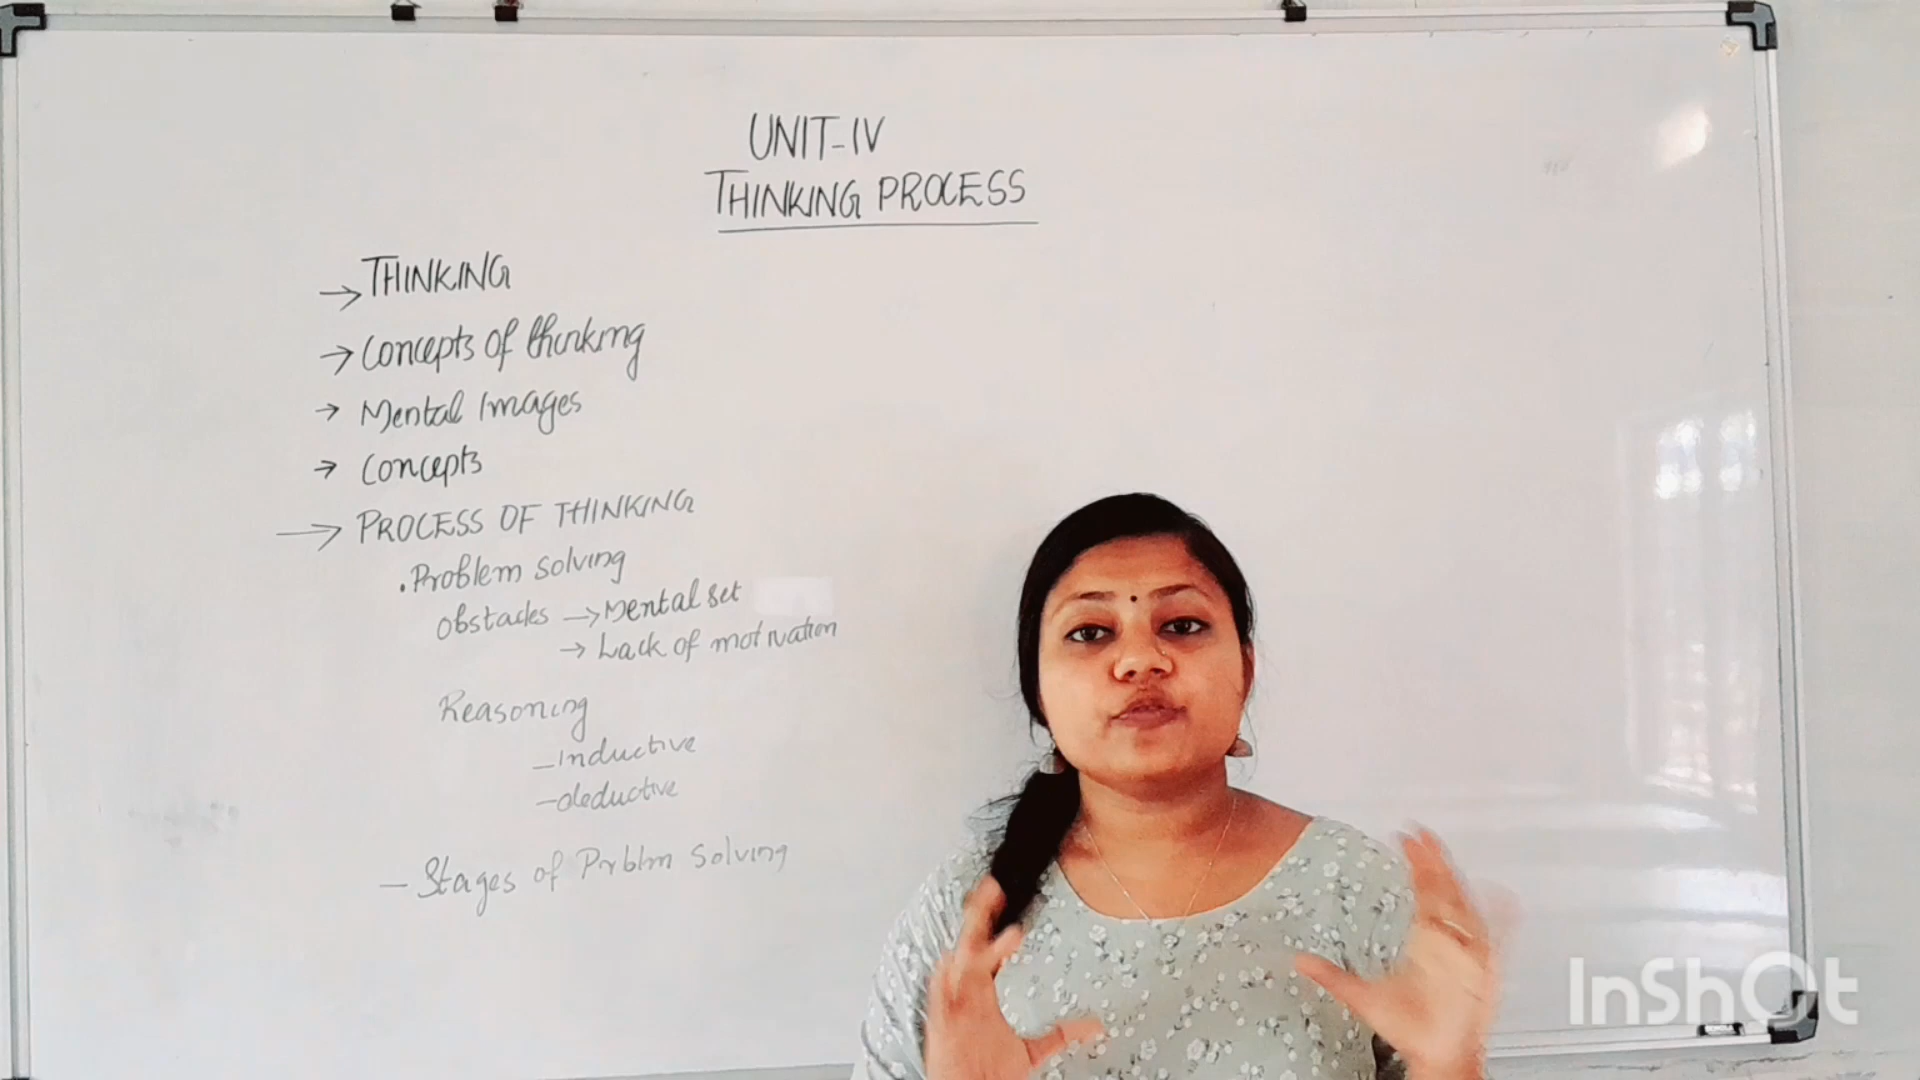 UNIT-IV
THINKING PROCESS
→ THINKING
→ Concepts of thinking
→ Mental Images
→ Concepts
→ PROCESS OF THINKING
. Problem solving
obstacles → Mental set
→ Lack of motivation
Reasoning
- Inductive
- deductive
- Stages of Prblm Solving
InShOt